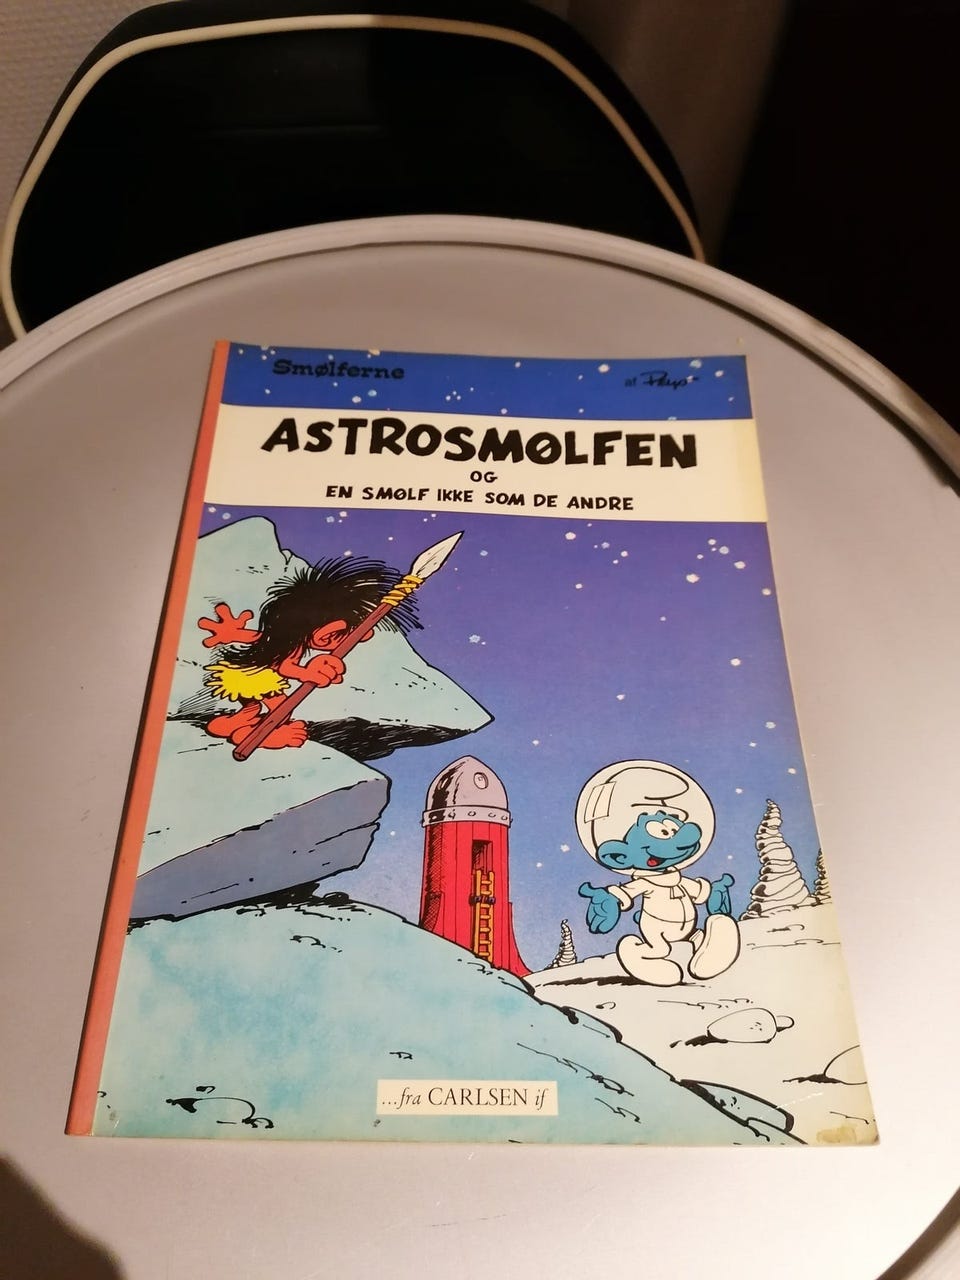 Smølferne
af Peyo
ASTROSMØLFEN
OG
EN SMØLF IKKE SOM DE ANDRE
...fra CARLSEN if